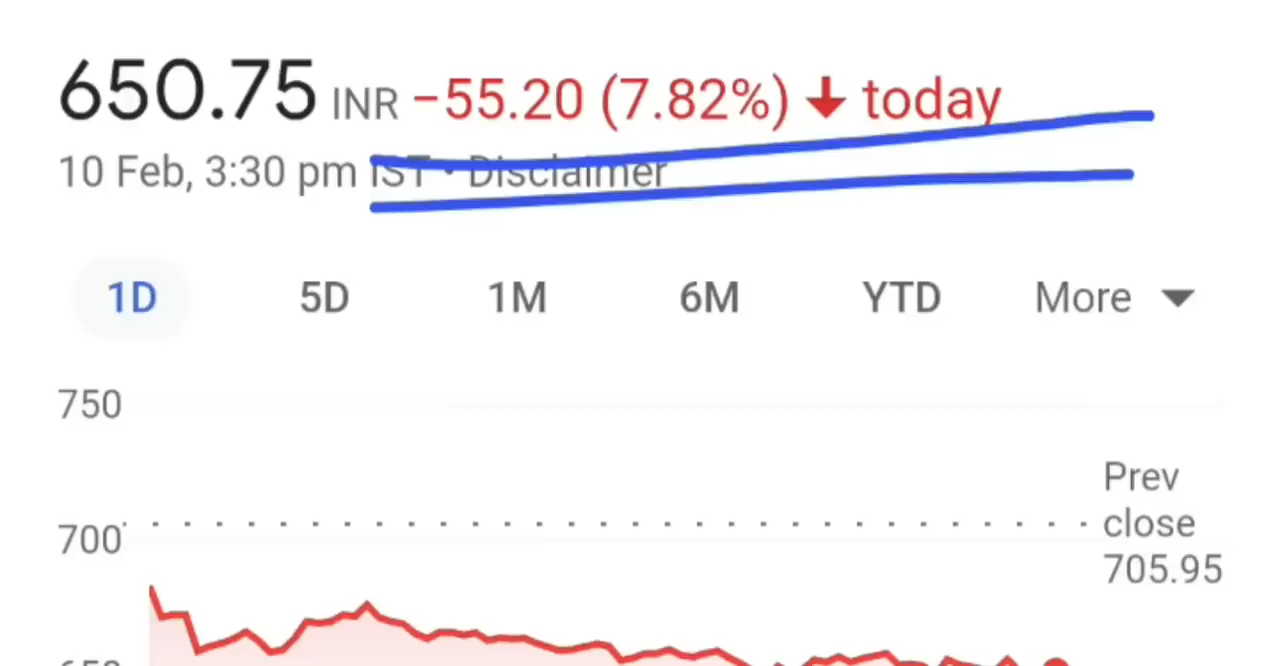 650.75 INR −55.20 (7.82%) ↓ today
10 Feb, 3:30 pm IST • Disclaimer
1D 5D 1M 6M YTD More
750
Prev
close
705.95
700
650